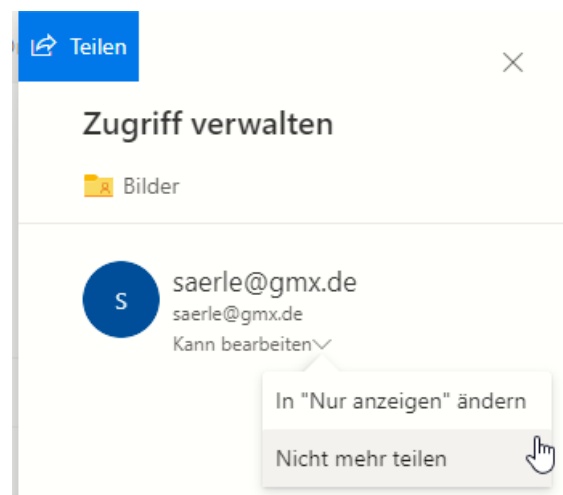 Teilen
Zugriff verwalten
Bilder
S
saerle@gmx.de
saerle@gmx.de
Kann bearbeiten
In "Nur anzeigen" ändern
Nicht mehr teilen